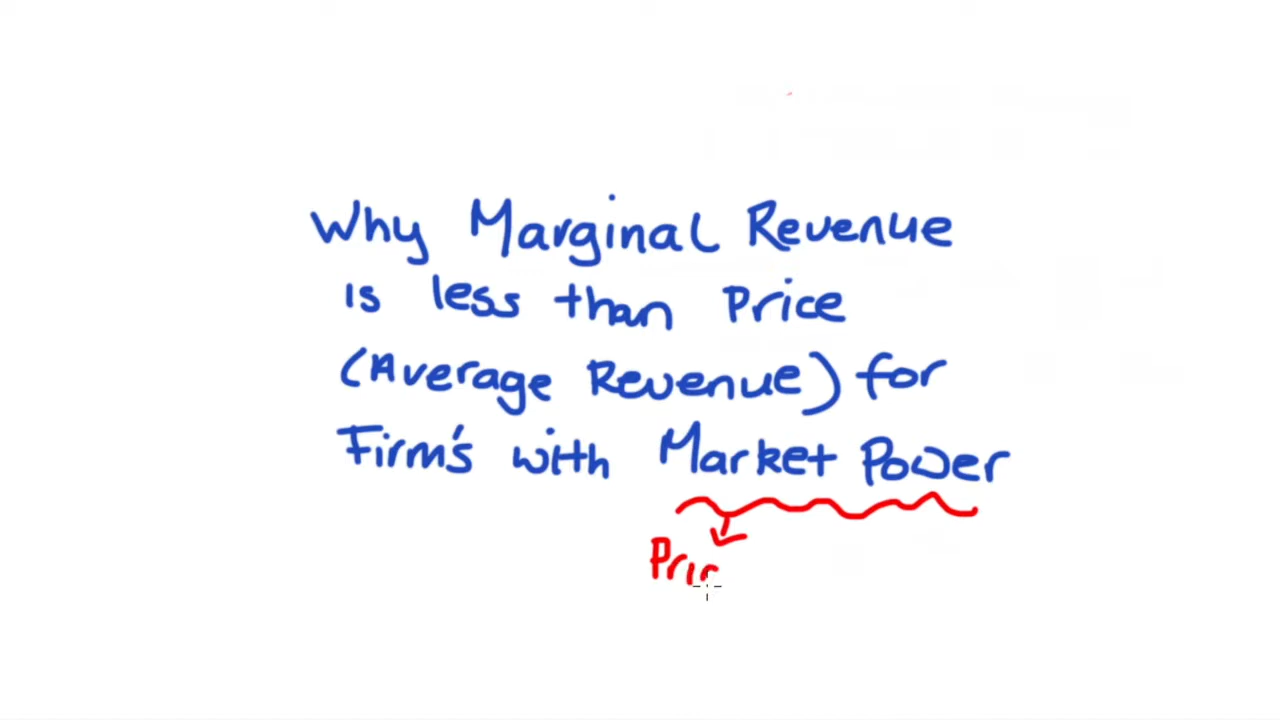 Why Marginal Revenue
is less than Price
(Average Revenue) for
Firm's with Market Power
Pric